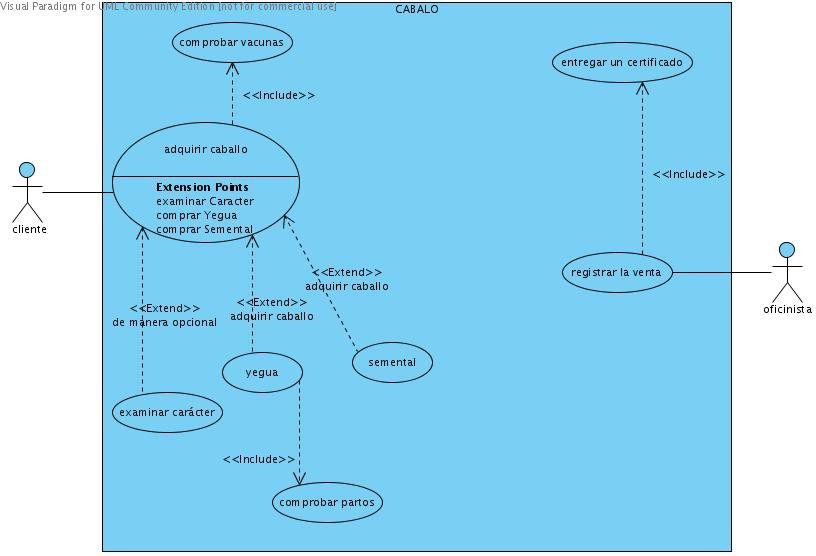 Visual Paradigm for UML Community Edition [not for commercial use]
CABALO
comprobar vacunas
entregar un certificado
<<Include>>
adquirir caballo
<<Include>>
Extension Points
examinar Caracter
comprar Yegua
comprar Semental
cliente
<<Extend>>
adquirir caballo
registrar la venta
<<Extend>>
de manera opcional
<<Extend>>
adquirir caballo
oficinista
semental
yegua
examinar carácter
<<Include>>
comprobar partos